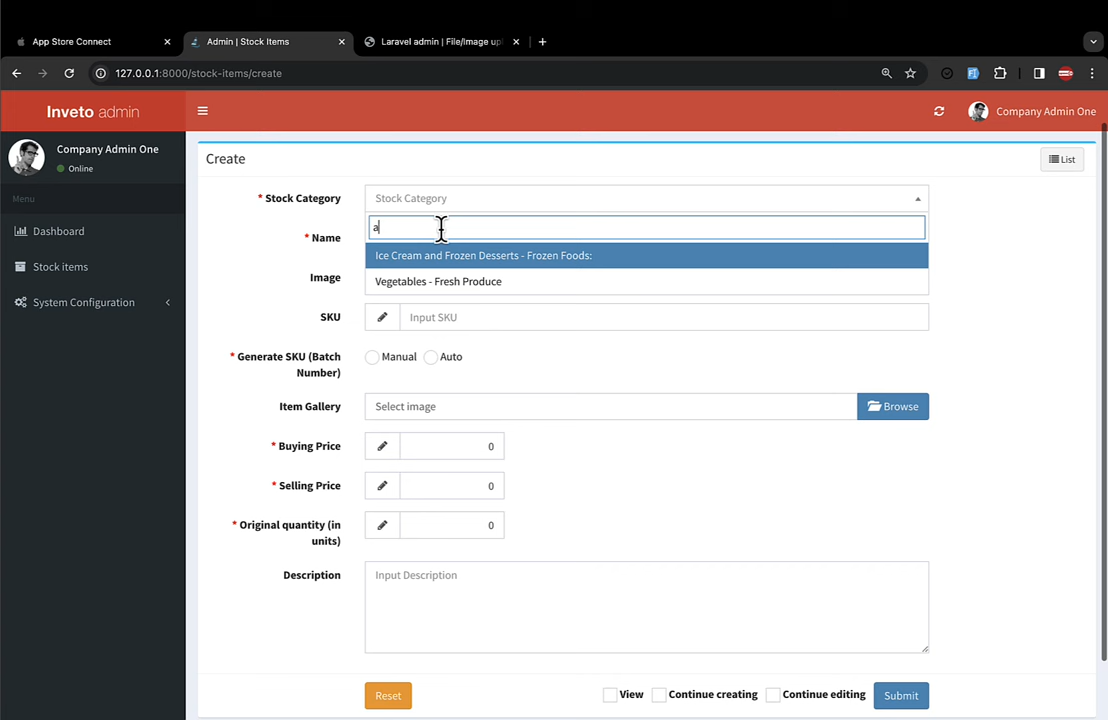 App Store Connect
Admin | Stock Items
Laravel admin | File/Image upl
127.0.0.1:8000/stock-items/create
Inveto admin
Company Admin One
Company Admin One
Online
Menu
Dashboard
Stock items
System Configuration
Create
List
* Stock Category
Stock Category
a
* Name
Ice Cream and Frozen Desserts - Frozen Foods:
Image
Vegetables - Fresh Produce
SKU
Input SKU
* Generate SKU (Batch
Number)
Manual
Auto
Item Gallery
Select image
Browse
* Buying Price
0
* Selling Price
0
* Original quantity (in
units)
0
Description
Input Description
Reset
View
Continue creating
Continue editing
Submit